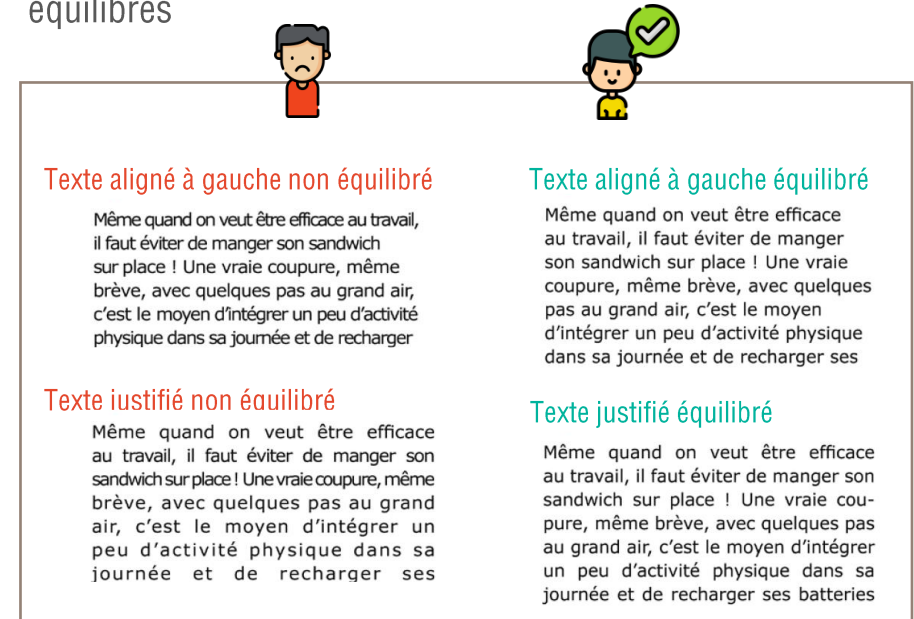 équilibrés
Texte aligné à gauche non équilibré
Même quand on veut être efficace au travail,
il faut éviter de manger son sandwich
sur place ! Une vraie coupure, même
brève, avec quelques pas au grand air,
c’est le moyen d’intégrer un peu d’activité
physique dans sa journée et de recharger
Texte justifié non équilibré
Même quand on veut être efficace
au travail, il faut éviter de manger son
sandwich sur place ! Une vraie coupure, même
brève, avec quelques pas au grand
air, c’est le moyen d’intégrer un
peu d’activité physique dans sa
journée et de recharger ses
Texte aligné à gauche équilibré
Même quand on veut être efficace
au travail, il faut éviter de manger
son sandwich sur place ! Une vraie
coupure, même brève, avec quelques
pas au grand air, c’est le moyen
d’intégrer un peu d’activité physique
dans sa journée et de recharger ses
Texte justifié équilibré
Même quand on veut être efficace
au travail, il faut éviter de manger son
sandwich sur place ! Une vraie cou-
pure, même brève, avec quelques pas
au grand air, c’est le moyen d’intégrer
un peu d’activité physique dans sa
journée et de recharger ses batteries